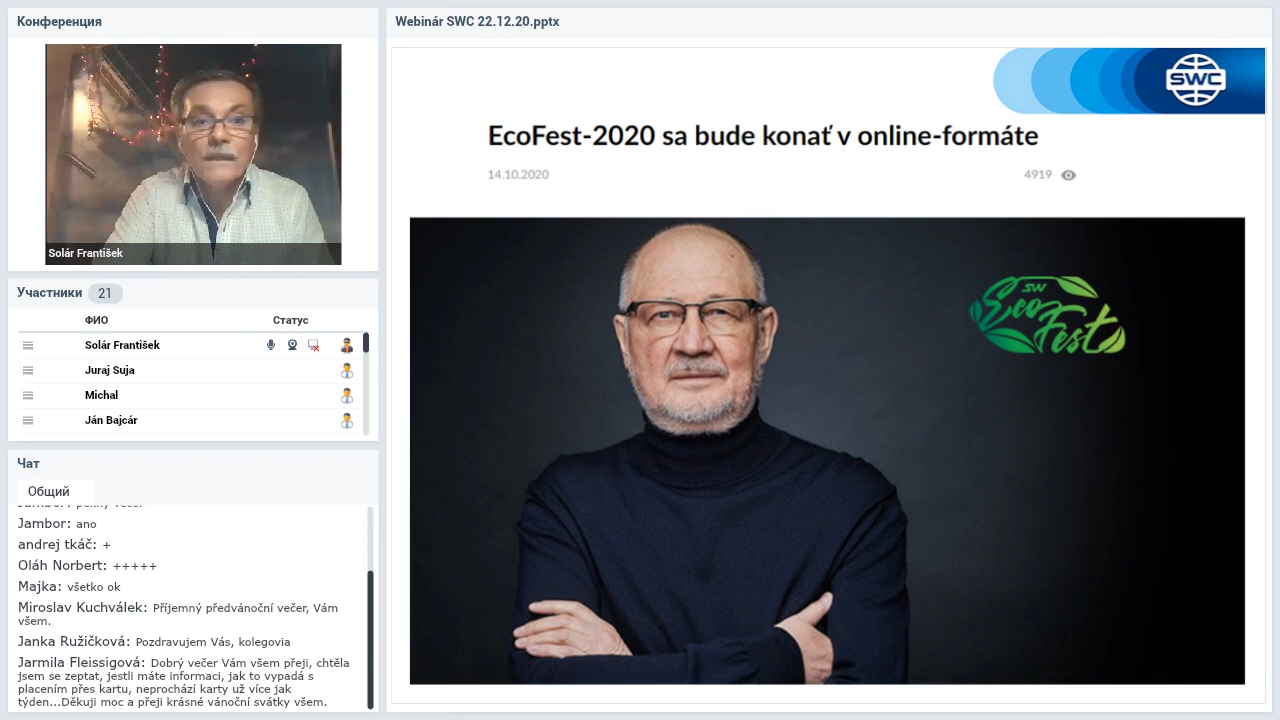 Конференция
Solár František
Участники 21
ФИО Статус
Solár František
Juraj Suja
Michal
Ján Bajcár
Чат
Общий
Jambor: ano
andrej tkáč: +
Oláh Norbert: +++++
Majka: všetko ok
Miroslav Kuchválek: Příjemný předvánoční večer, Vám
všem.
Janka Ružičková: Pozdravujem Vás, kolegovia
Jarmila Fleissigová: Dobrý večer Vám všem přeji, chtěla
jsem se zeptat, jestli máte informaci, jak to vypadá s
placením přes kartu, neprochází karty už více jak
týden...Děkuji moc a přeji krásné vánoční svátky všem.
Webinár SWC 22.12.20.pptx
SWC
EcoFest-2020 sa bude konať v online-formáte
14.10.2020 4919
SW
Eco
Fest